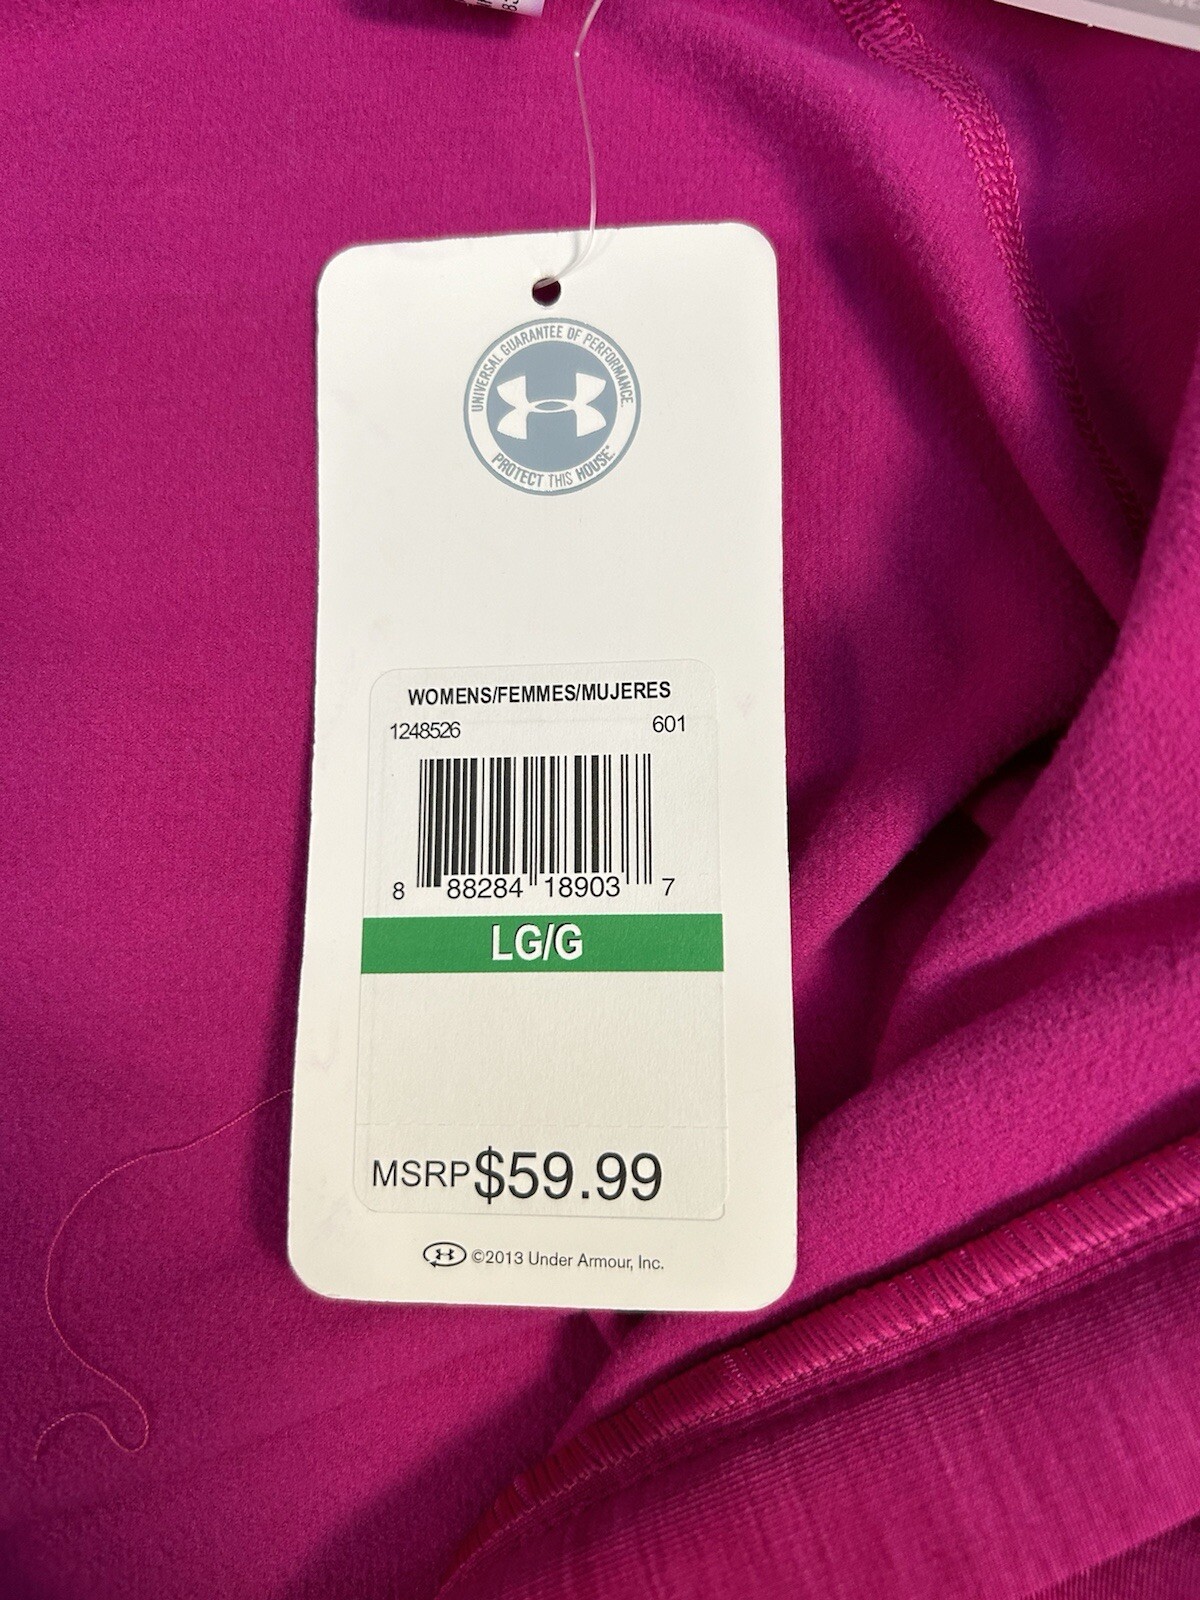 UNIVERSAL GUARANTEE OF PERFORMANCE.
PROTECT THIS HOUSE.
WOMENS/FEMMES/MUJERES
1248526 601
8 88284 18903 7
LG/G
MSRP $59.99
©2013 Under Armour, Inc.